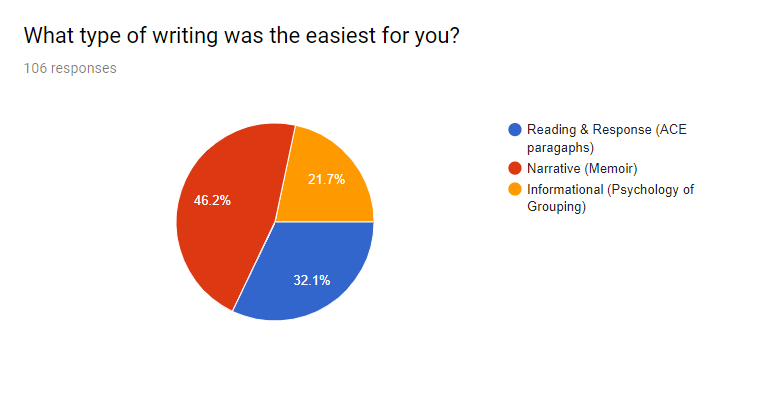 What type of writing was the easiest for you?
106 responses
21.7%
46.2%
32.1%
Reading & Response (ACE
paragaphs)
Narrative (Memoir)
Informational (Psychology of
Grouping)